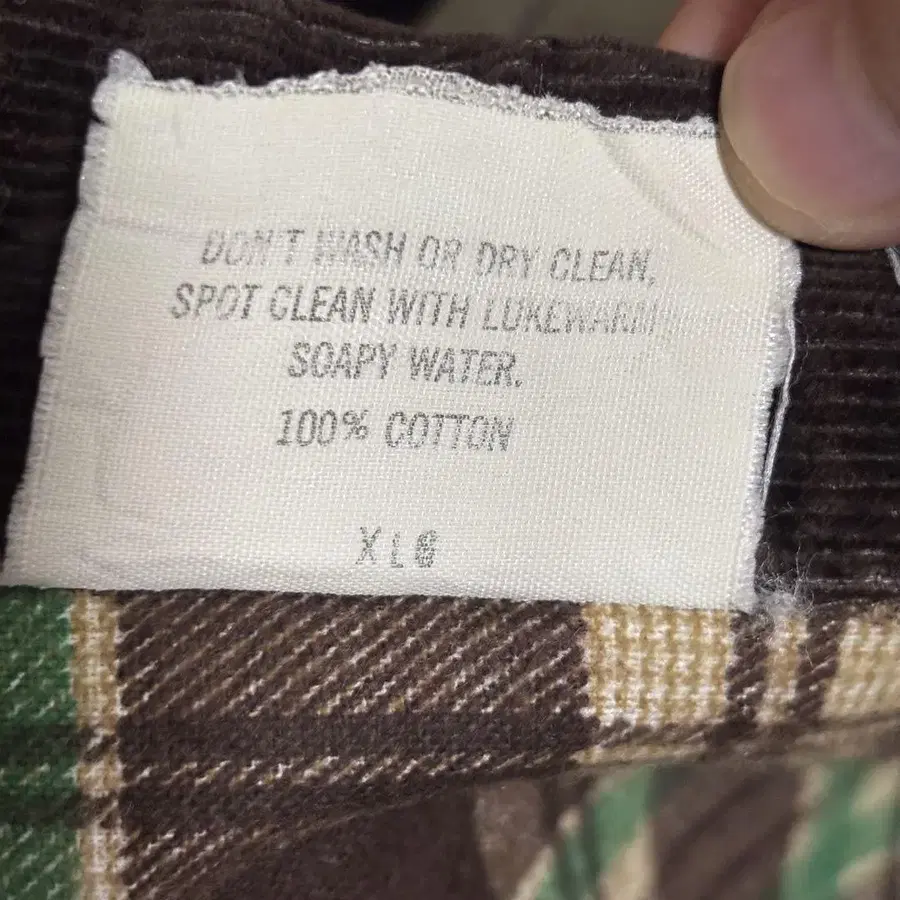 DON'T WASH OR DRY CLEAN,
SPOT CLEAN WITH LUKEWARM
SOAPY WATER.
100% COTTON
XLG